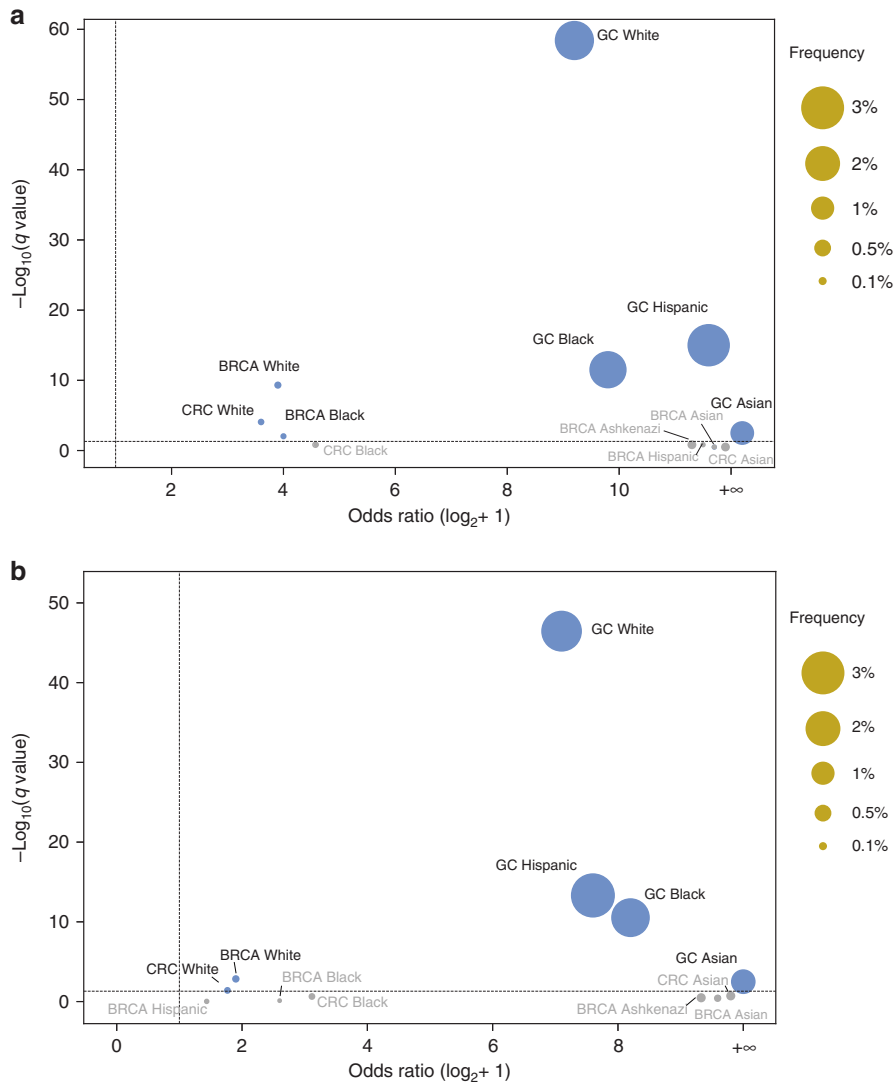 a
60
50
40
30
20
10
0
–Log10(q value)
GC White
GC Hispanic
GC Black
BRCA White
GC Asian
CRC White
BRCA Black
BRCA Asian
BRCA Ashkenazi
CRC Black
BRCA Hispanic
CRC Asian
2
4
6
8
10
+∞
Odds ratio (log2+ 1)
Frequency
3%
2%
1%
0.5%
0.1%
b
50
40
30
20
10
0
–Log10(q value)
GC White
GC Hispanic
GC Black
BRCA White
GC Asian
CRC White
BRCA Black
CRC Asian
BRCA Hispanic
CRC Black
BRCA Ashkenazi
BRCA Asian
0
2
4
6
8
+∞
Odds ratio (log2+ 1)
Frequency
3%
2%
1%
0.5%
0.1%